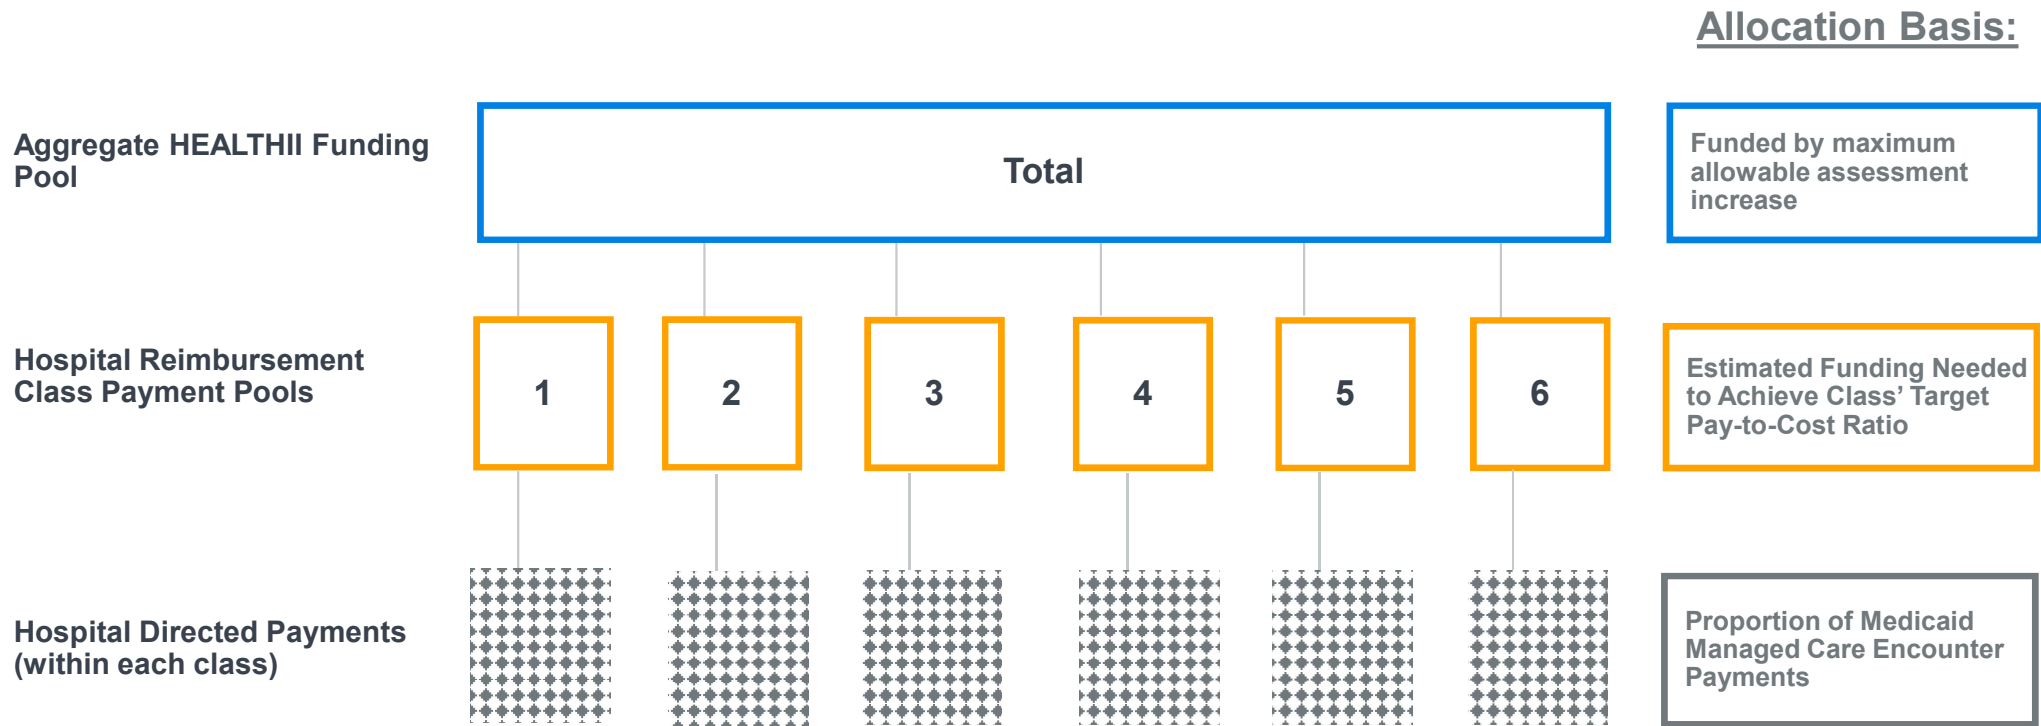 Allocation Basis:
Aggregate HEALTHII Funding
Pool
Total
Funded by maximum
allowable assessment
increase
Hospital Reimbursement
Class Payment Pools
1
2
3
4
5
6
Estimated Funding Needed
to Achieve Class’ Target
Pay-to-Cost Ratio
Hospital Directed Payments
(within each class)
Proportion of Medicaid
Managed Care Encounter
Payments